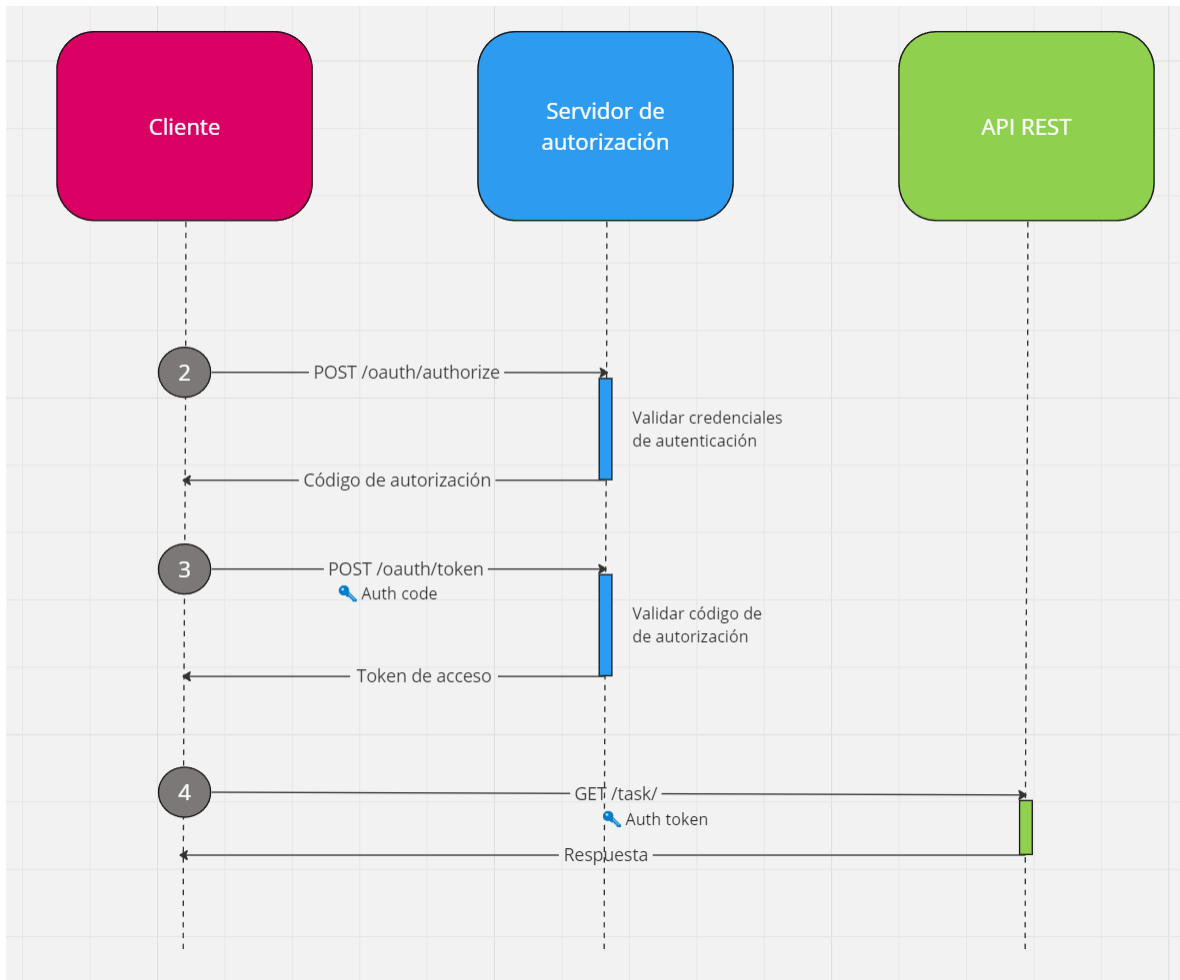 Cliente
Servidor de
autorización
API REST
2
POST /oauth/authorize
Validar credenciales
de autenticación
Código de autorización
3
POST /oauth/token
Auth code
Validar código de
de autorización
Token de acceso
4
GET /task/
Auth token
Respuesta